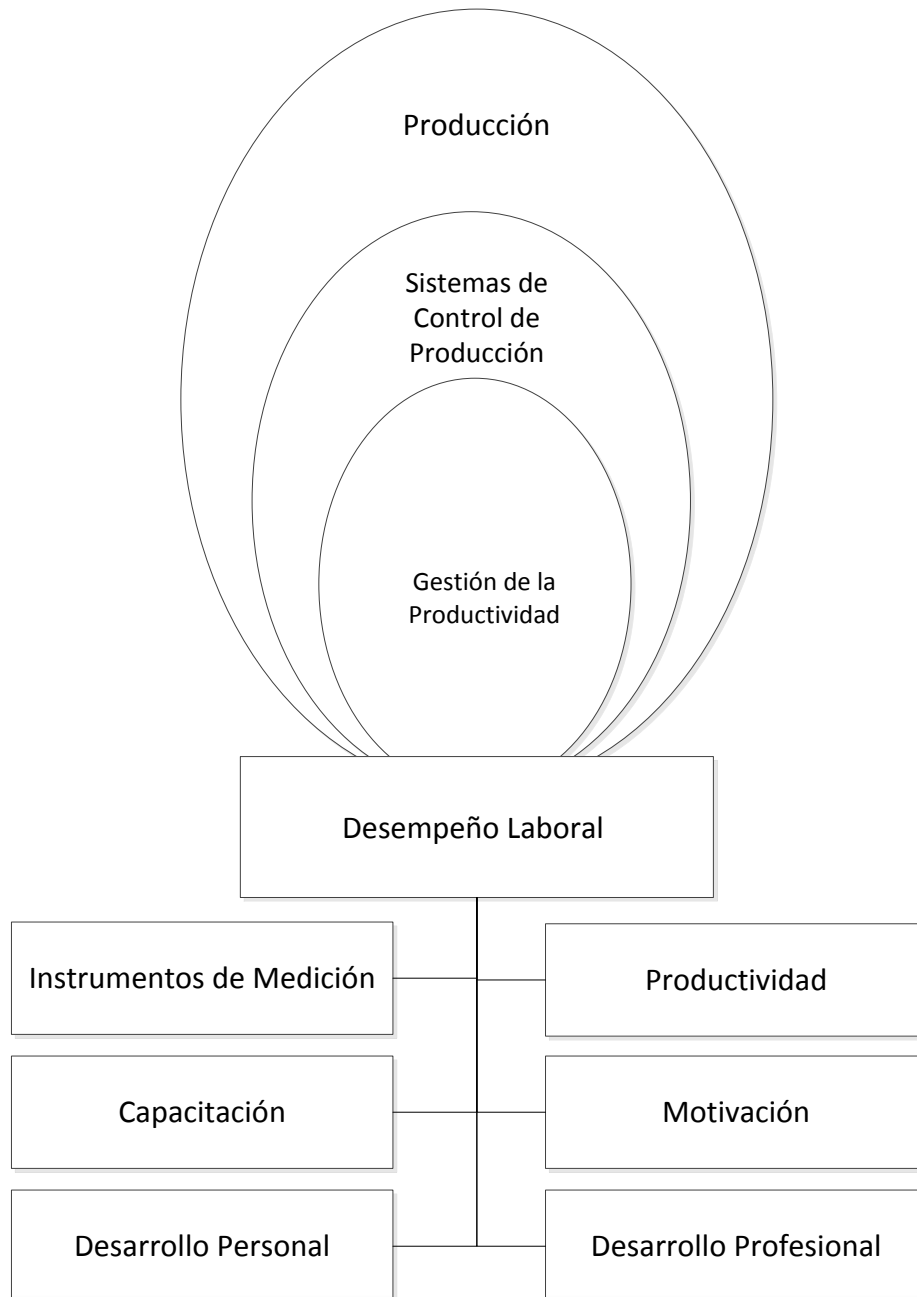 Producción
Sistemas de
Control de
Producción
Gestión de la
Productividad
Desempeño Laboral
Instrumentos de Medición
Productividad
Capacitación
Motivación
Desarrollo Personal
Desarrollo Profesional